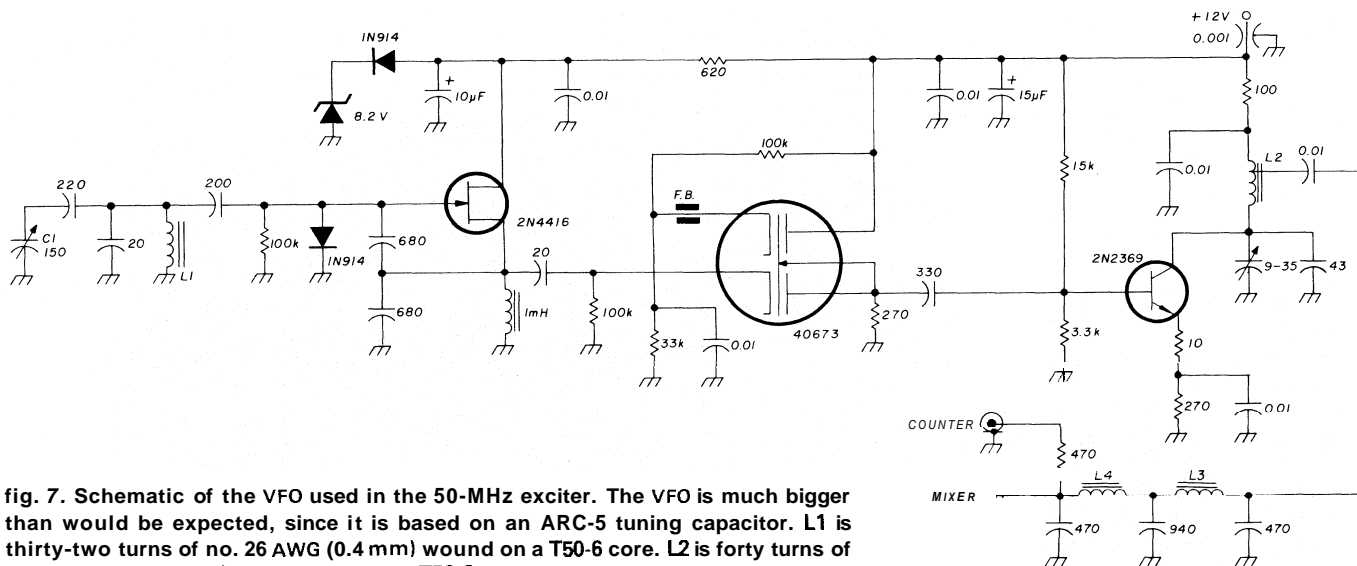 +12V
0.001
1N914
620
+
10µF
0.01
0.01
+
15µF
100
8.2 V
100k
15k
0.01
L2
0.01
220
200
F.B.
2N4416
C1
150
20
L1
100k
1N914
680
20
330
2N2369
9-35
43
680
1mH
100k
40673
270
3.3k
33k
0.01
10
270
0.01
COUNTER
470
MIXER
L4
L3
470
940
470
fig. 7. Schematic of the VFO used in the 50-MHz exciter. The VFO is much bigger
than would be expected, since it is based on an ARC-5 tuning capacitor. L1 is
thirty-two turns of no. 26 AWG (0.4 mm) wound on a T50-6 core. L2 is forty turns of